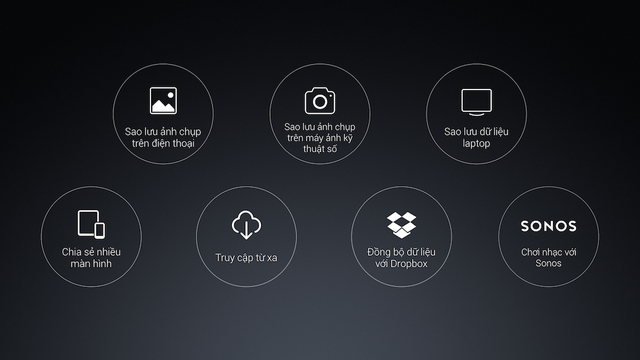 Sao lưu ảnh chụp
trên điện thoại
Sao lưu ảnh chụp
trên máy ảnh kỹ
thuật số
Sao lưu dữ liệu
laptop
Chia sẻ nhiều
màn hình
Truy cập từ xa
Đồng bộ dữ liệu
với Dropbox
SONOS
Chơi nhạc với
Sonos